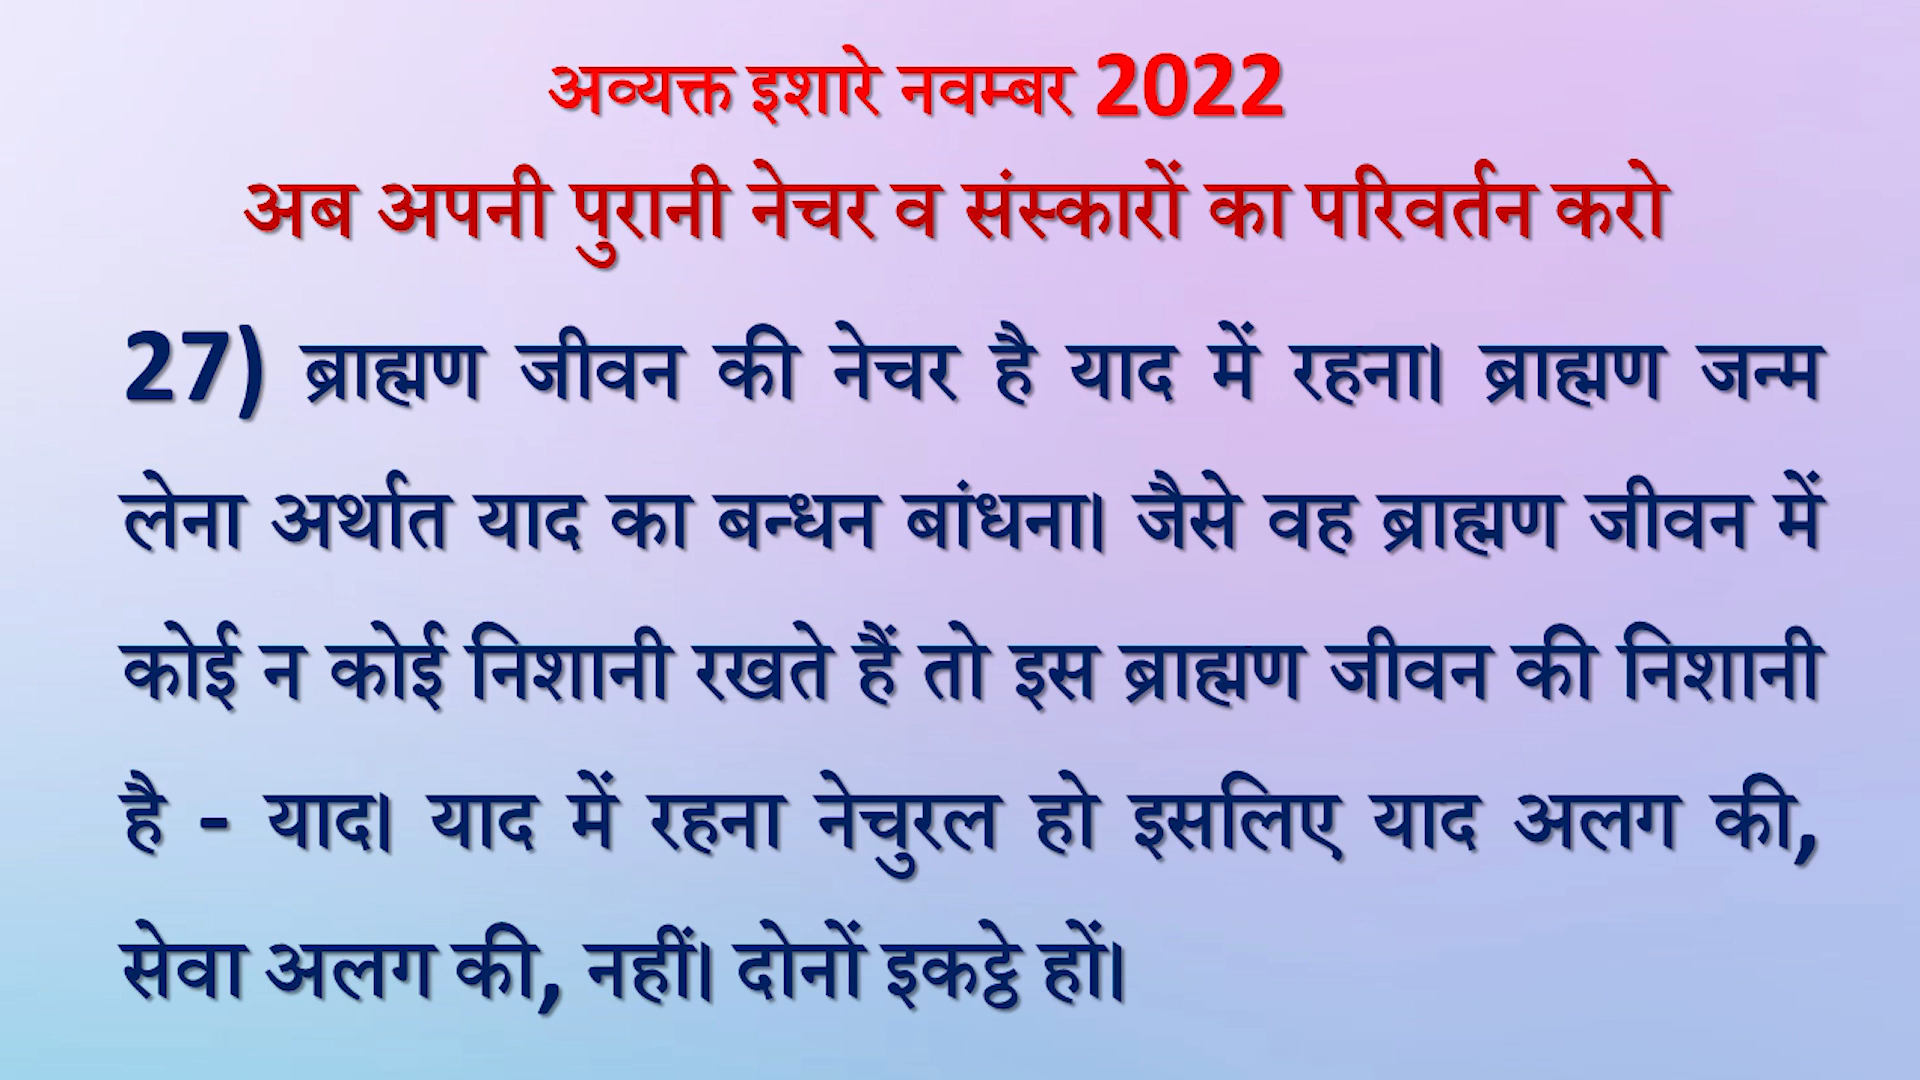 अव्यक्त इशारे नवम्बर 2022
अब अपनी पुरानी नेचर व संस्कारों का परिवर्तन करो
27) ब्राह्मण जीवन की नेचर है याद में रहना। ब्राह्मण जन्म
लेना अर्थात याद का बन्धन बांधना। जैसे वह ब्राह्मण जीवन में
कोई न कोई निशानी रखते हैं तो इस ब्राह्मण जीवन की निशानी
है - याद। याद में रहना नेचुरल हो इसलिए याद अलग की,
सेवा अलग की, नहीं। दोनों इकट्ठे हों।